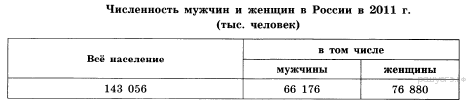 Численность мужчин и женщин в России в 2011 г.
(тыс. человек)
Всё население
в том числе
мужчины женщины
143 056 66 176 76 880